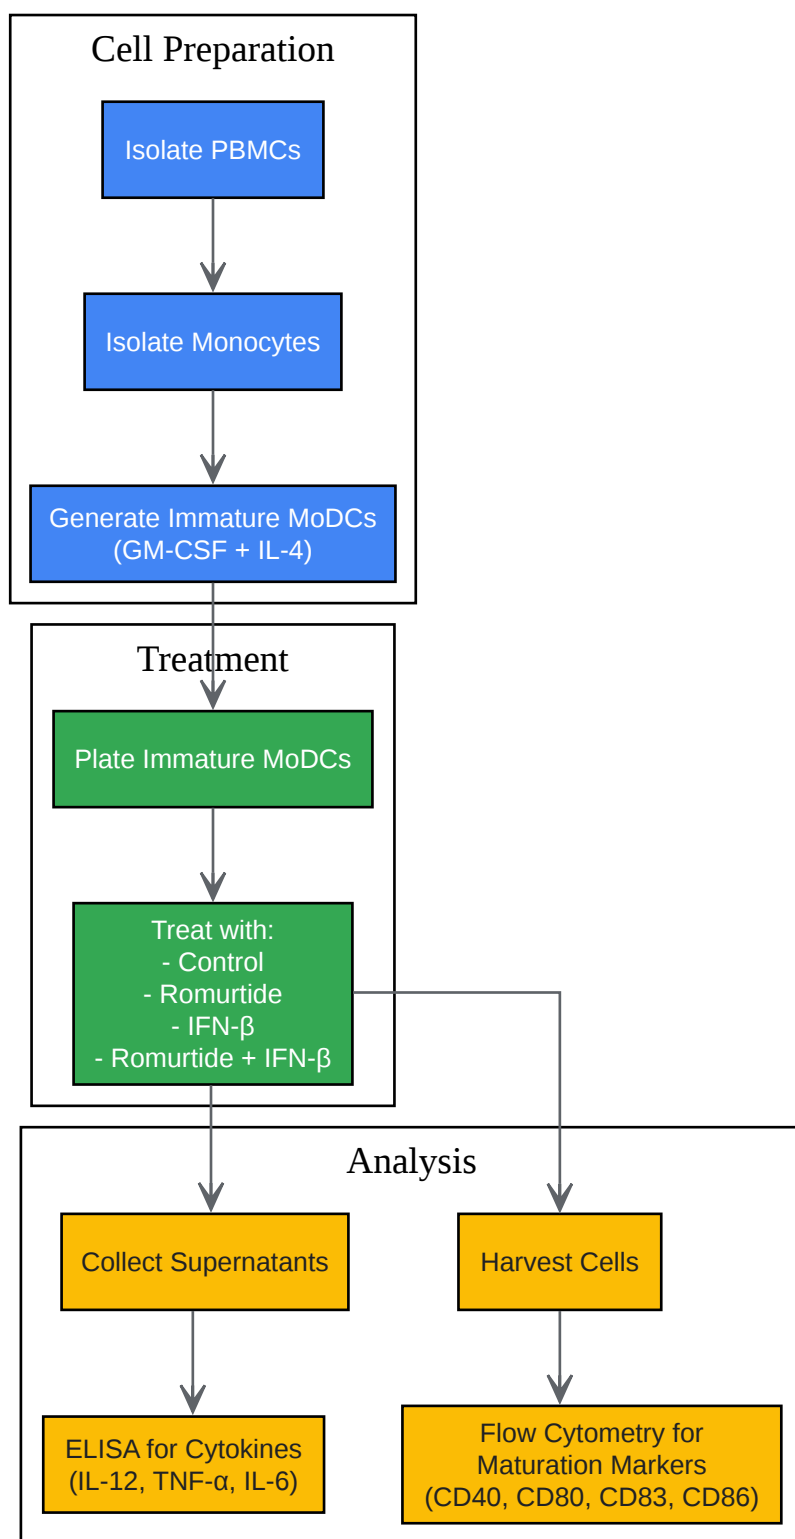 Cell Preparation
Isolate PBMCs
Isolate Monocytes
Generate Immature MoDCs
(GM-CSF + IL-4)
Treatment
Plate Immature MoDCs
Treat with:
- Control
- Romurtide
- IFN-β
- Romurtide + IFN-β
Analysis
Collect Supernatants
Harvest Cells
ELISA for Cytokines
(IL-12, TNF-α, IL-6)
Flow Cytometry for
Maturation Markers
(CD40, CD80, CD83, CD86)